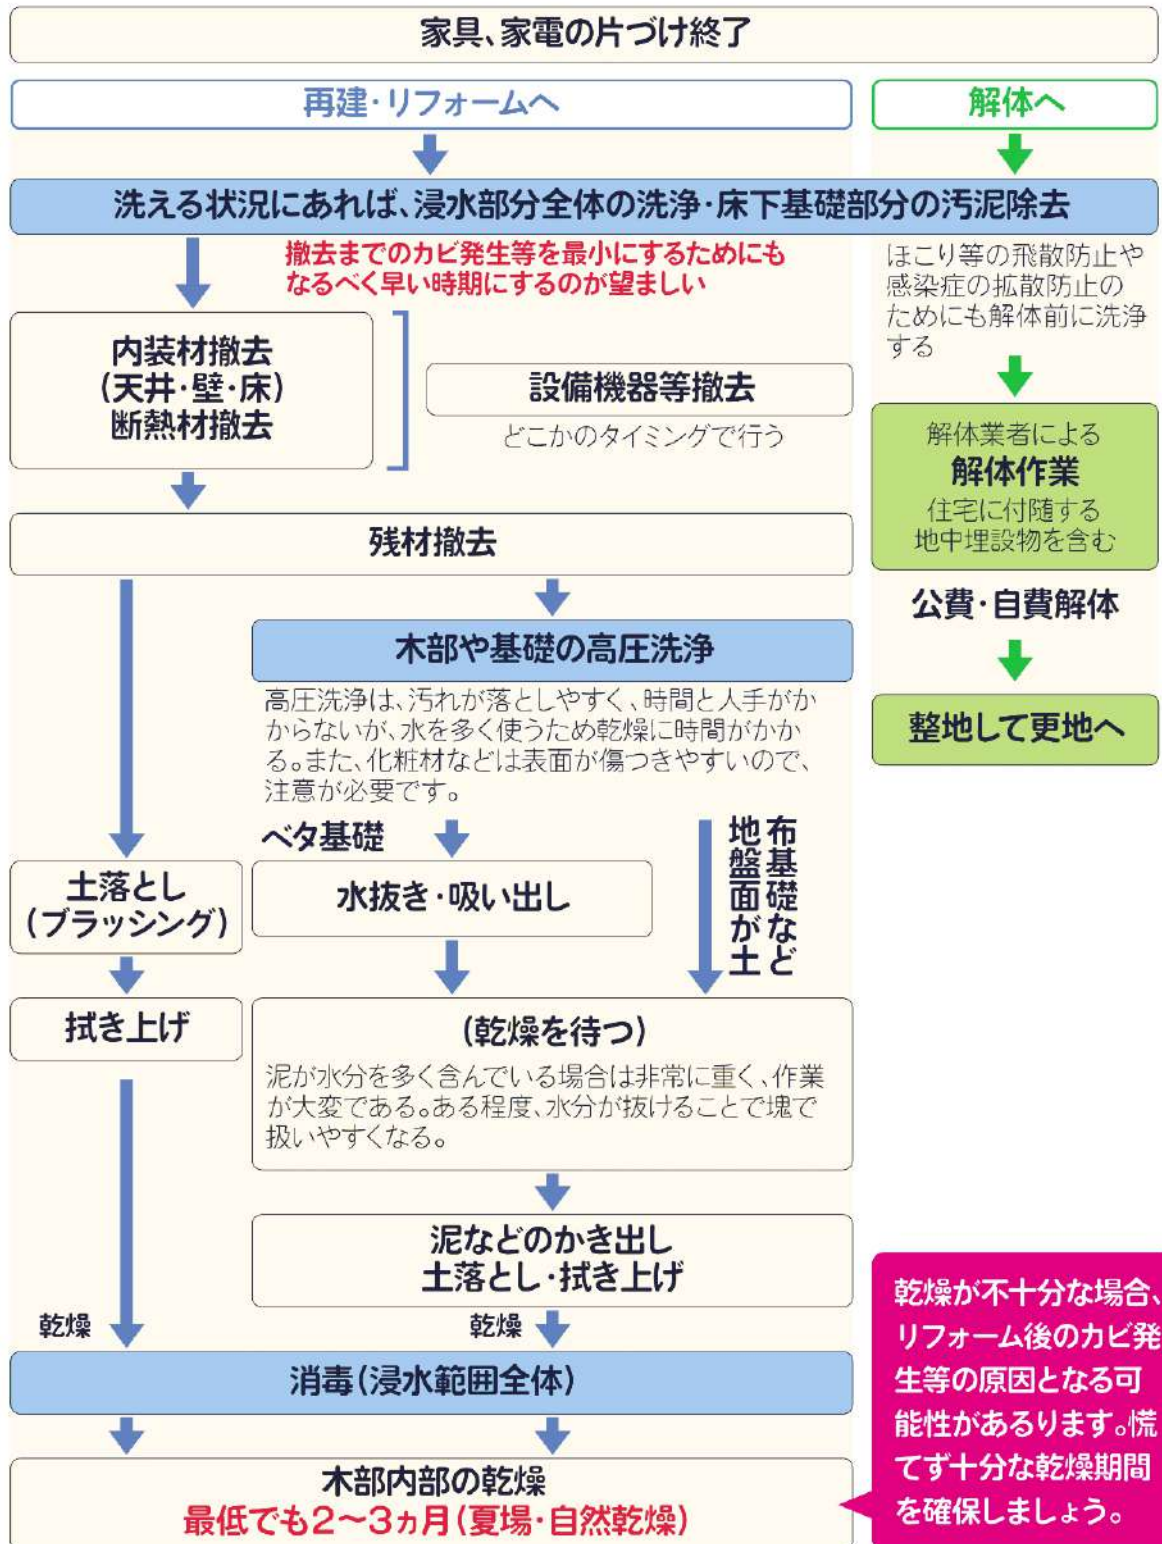 家具、家電の片づけ終了
再建・リフォームへ
解体へ
洗える状況にあれば、浸水部分全体の洗浄・床下基礎部分の汚泥除去
撤去までのカビ発生等を最小にするためにも
なるべく早い時期にするのが望ましい
ほこり等の飛散防止や
感染症の拡散防止の
ためにも解体前に洗浄
する
内装材撤去
(天井・壁・床)
断熱材撤去
設備機器等撤去
どこかのタイミングで行う
解体業者による
解体作業
住宅に付随する
地中埋設物を含む
残材撤去
公費・自費解体
木部や基礎の高圧洗浄
高圧洗浄は、汚れが落としやすく、時間と人手がか
からないが、水を多く使うため乾燥に時間がかか
る。また、化粧材などは表面が傷つきやすいので、
注意が必要です。
整地して更地へ
ベタ基礎
布基礎など
地盤面が土
土落とし
(ブラッシング)
水抜き・吸い出し
拭き上げ
(乾燥を待つ)
泥が水分を多く含んでいる場合は非常に重く、作業
が大変である。ある程度、水分が抜けることで塊で
扱いやすくなる。
泥などのかき出し
土落とし・拭き上げ
乾燥
乾燥
消毒(浸水範囲全体)
木部内部の乾燥
最低でも2〜3ヵ月(夏場・自然乾燥)
乾燥が不十分な場合、
リフォーム後のカビ発
生等の原因となる可
能性があるります。慌
てず十分な乾燥期間
を確保しましょう。